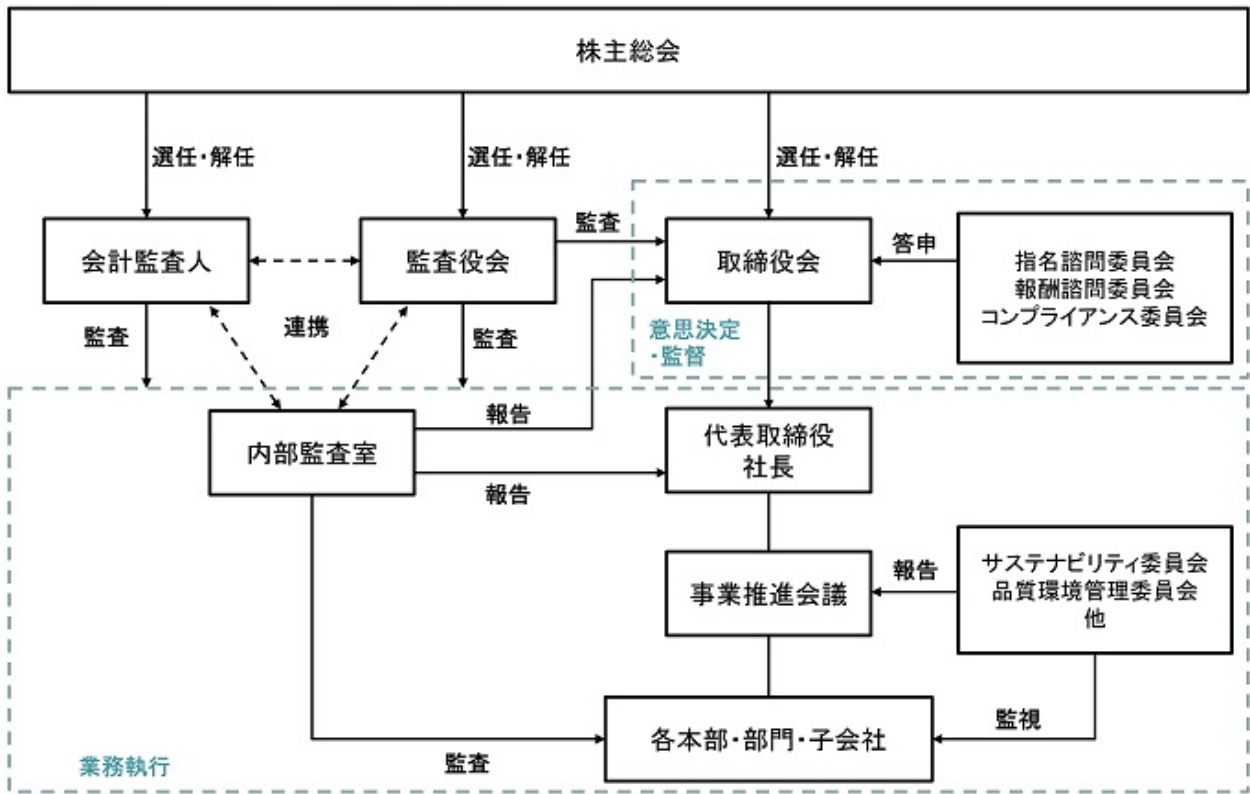 株主総会
選任・解任
選任・解任
選任・解任
会計監査人
監査役会
監査
取締役会
答申
指名諮問委員会
報酬諮問委員会
コンプライアンス委員会
監査
連携
監査
意思決定
・監督
内部監査室
報告
報告
代表取締役
社長
事業推進会議
報告
サステナビリティ委員会
品質環境管理委員会
他
各本部・部門・子会社
監視
監査
業務執行